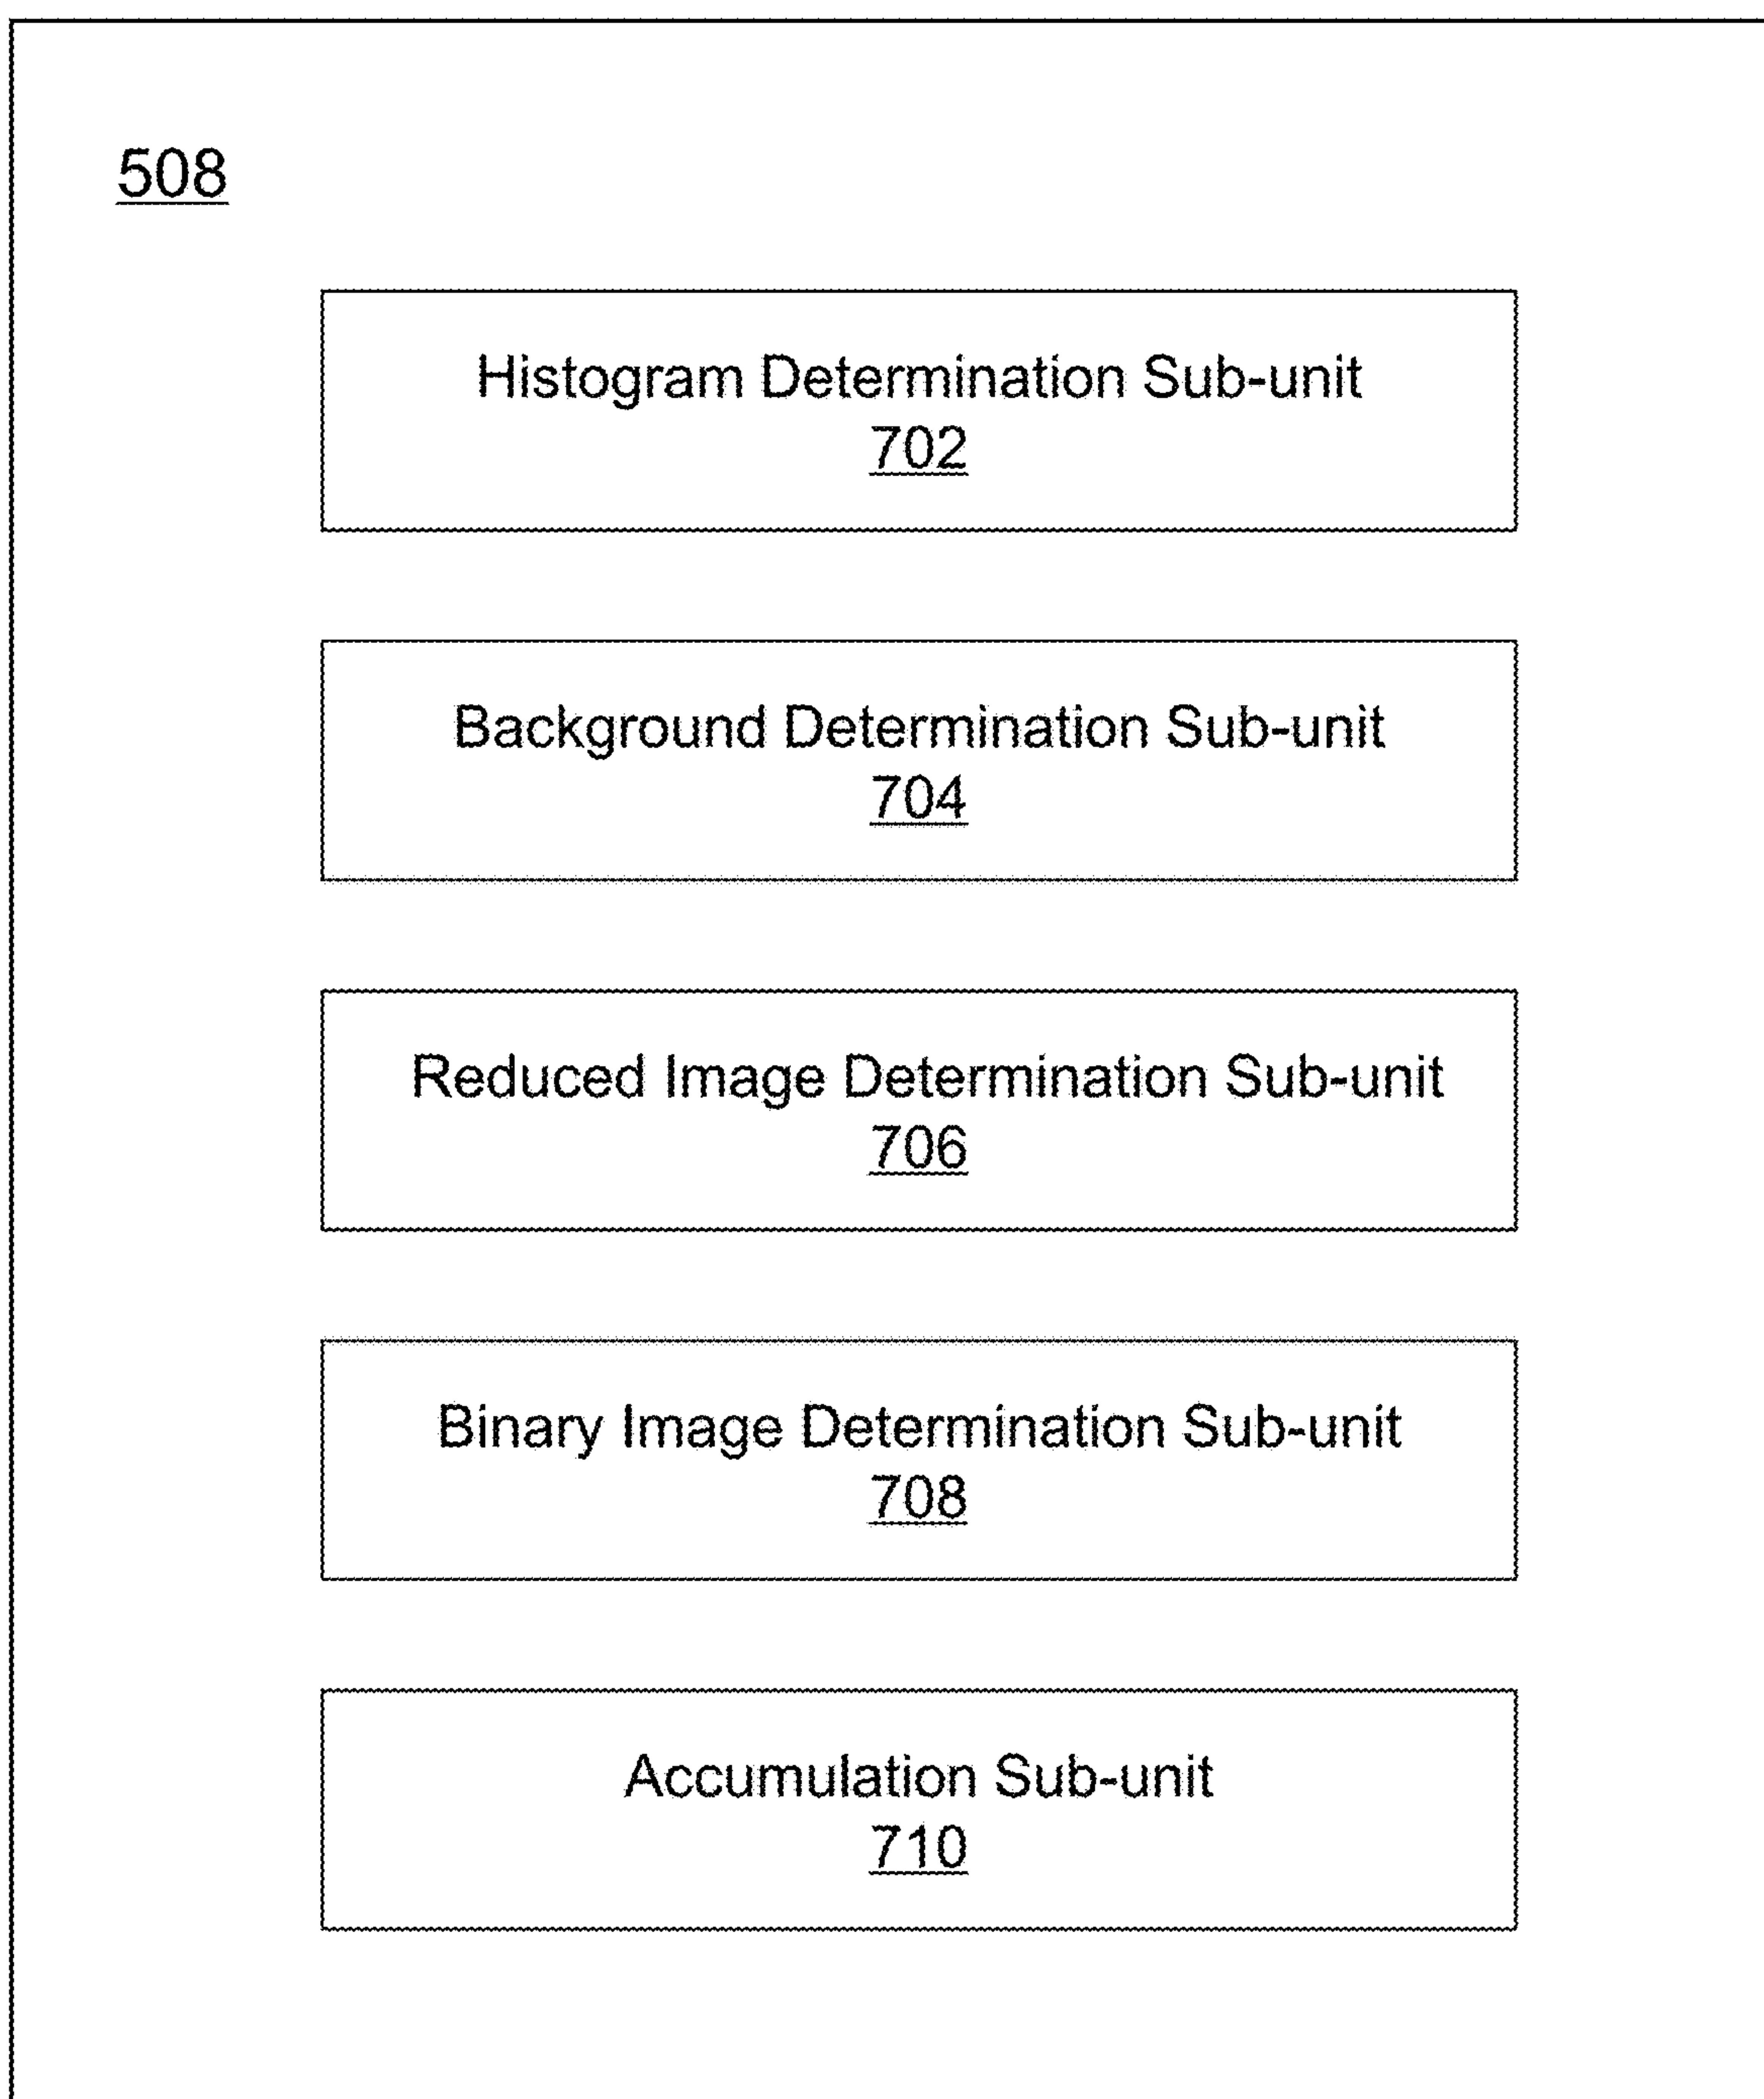 508
Histogram Determination Sub-unit
702
Background Determination Sub-unit
704
Reduced Image Determination Sub-unit
706
Binary Image Determination Sub-unit
708
Accumulation Sub-unit
710